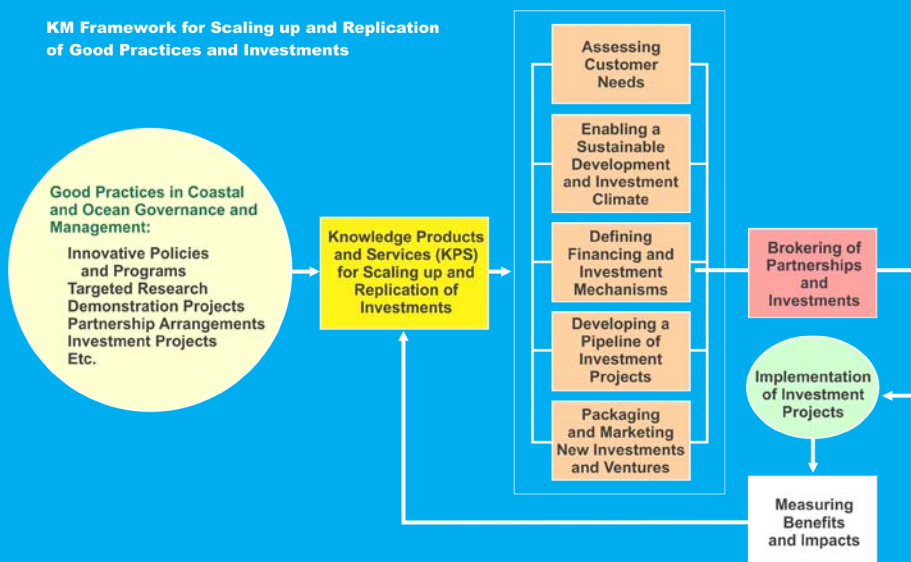 KM Framework for Scaling up and Replication
of Good Practices and Investments
Good Practices in Coastal
and Ocean Governance and
Management:
Innovative Policies
and Programs
Targeted Research
Demonstration Projects
Partnership Arrangements
Investment Projects
Etc.
Knowledge Products
and Services (KPS)
for Scaling up and
Replication of
Investments
Assessing
Customer
Needs
Enabling a
Sustainable
Development
and Investment
Climate
Defining
Financing and
Investment
Mechanisms
Developing a
Pipeline of
Investment
Projects
Packaging
and Marketing
New Investments
and Ventures
Brokering of
Partnerships
and
Investments
Implementation
of Investment
Projects
Measuring
Benefits
and Impacts